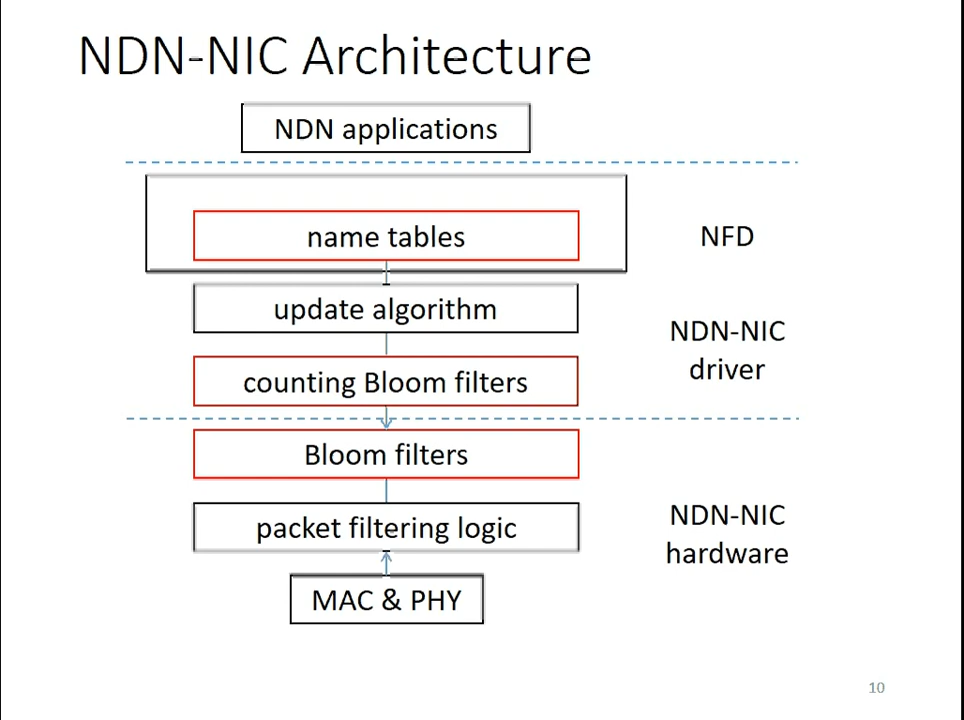 NDN-NIC Architecture
NDN applications
name tables
NFD
update algorithm
NDN-NIC
driver
counting Bloom filters
Bloom filters
packet filtering logic
NDN-NIC
hardware
MAC & PHY
10